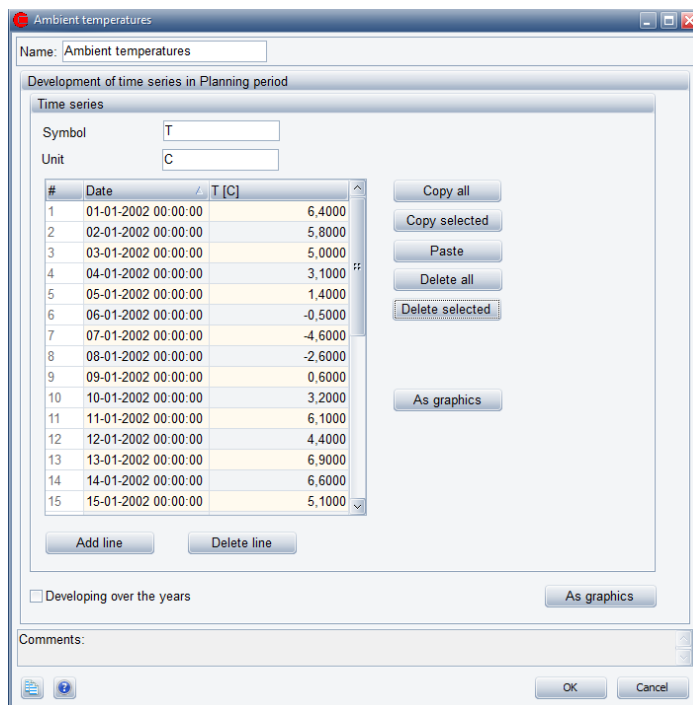 Ambient temperatures
Name: Ambient temperatures
Development of time series in Planning period
Time series
Symbol T
Unit C
# Date T [C]
1 01-01-2002 00:00:00 6,4000
2 02-01-2002 00:00:00 5,8000
3 03-01-2002 00:00:00 5,0000
4 04-01-2002 00:00:00 3,1000
5 05-01-2002 00:00:00 1,4000
6 06-01-2002 00:00:00 -0,5000
7 07-01-2002 00:00:00 -4,6000
8 08-01-2002 00:00:00 -2,6000
9 09-01-2002 00:00:00 0,6000
10 10-01-2002 00:00:00 3,2000
11 11-01-2002 00:00:00 6,1000
12 12-01-2002 00:00:00 4,4000
13 13-01-2002 00:00:00 6,9000
14 14-01-2002 00:00:00 6,6000
15 15-01-2002 00:00:00 5,1000
Copy all
Copy selected
Paste
Delete all
Delete selected
As graphics
Add line Delete line
Developing over the years As graphics
Comments:
OK Cancel